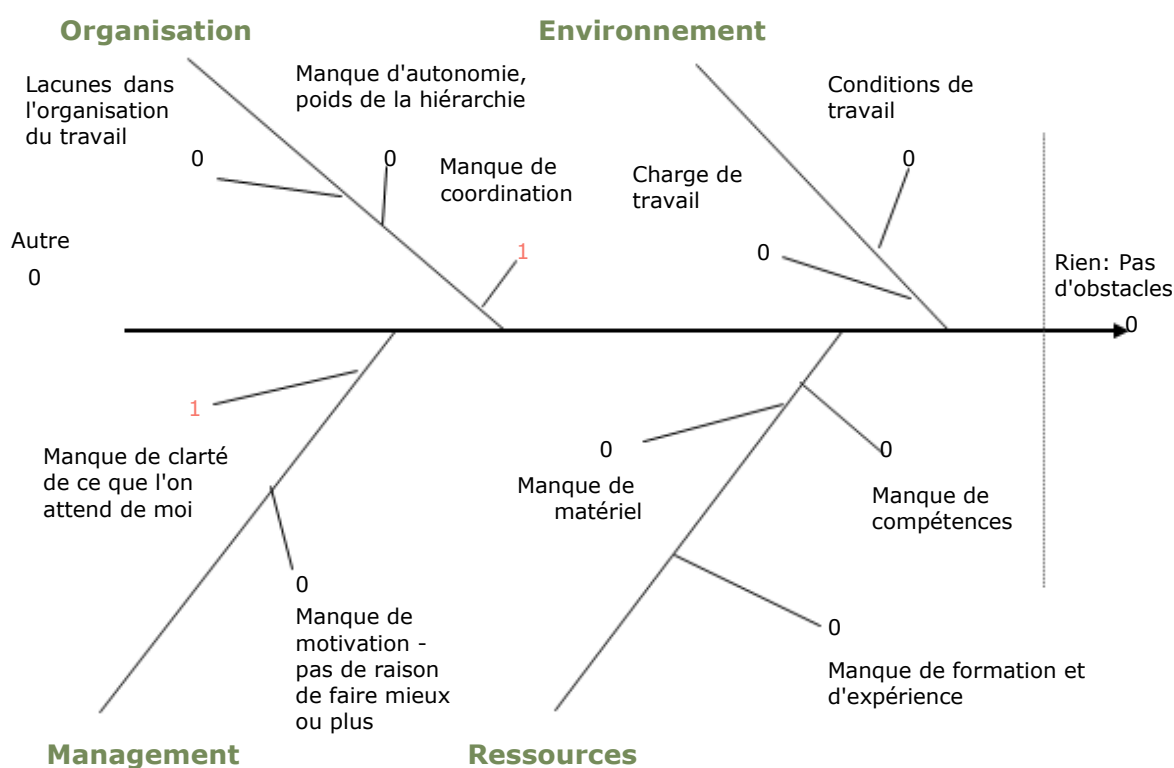 Organisation
Environnement
Lacunes dans
l'organisation
du travail
0
Manque d'autonomie,
poids de la hiérarchie
0
Manque de
coordination
1
Conditions de
travail
0
Charge de
travail
0
Autre
0
Rien: Pas
d'obstacles
0
1
Manque de clarté
de ce que l'on
attend de moi
0
Manque de
motivation -
pas de raison
de faire mieux
ou plus
0
Manque de
matériel
0
Manque de
compétences
0
Manque de formation et
d'expérience
Management
Ressources